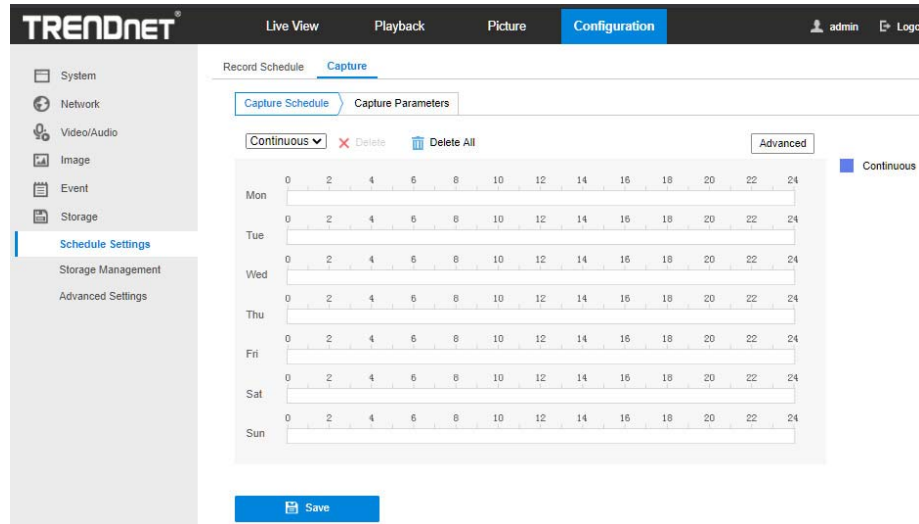 TRENDnet® Live View Playback Picture Configuration admin Logo
System
Network
Video/Audio
Image
Event
Storage
Schedule Settings
Storage Management
Advanced Settings
Record Schedule Capture
Capture Schedule Capture Parameters
Continuous Delete Delete All Advanced
Continuous
0 2 4 6 8 10 12 14 16 18 20 22 24
Mon
0 2 4 6 8 10 12 14 16 18 20 22 24
Tue
0 2 4 6 8 10 12 14 16 18 20 22 24
Wed
0 2 4 6 8 10 12 14 16 18 20 22 24
Thu
0 2 4 6 8 10 12 14 16 18 20 22 24
Fri
0 2 4 6 8 10 12 14 16 18 20 22 24
Sat
0 2 4 6 8 10 12 14 16 18 20 22 24
Sun
Save